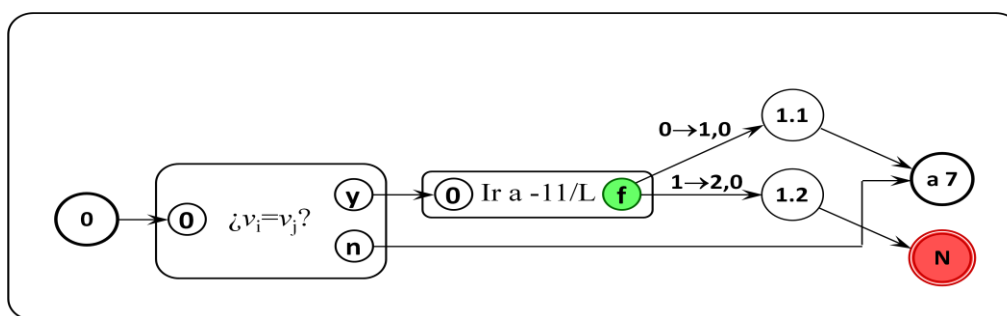 1.1
0→1,0
y
0
Ir a -11/L
f
1→2,0
1.2
a 7
0
0
¿vi=vj?
n
N